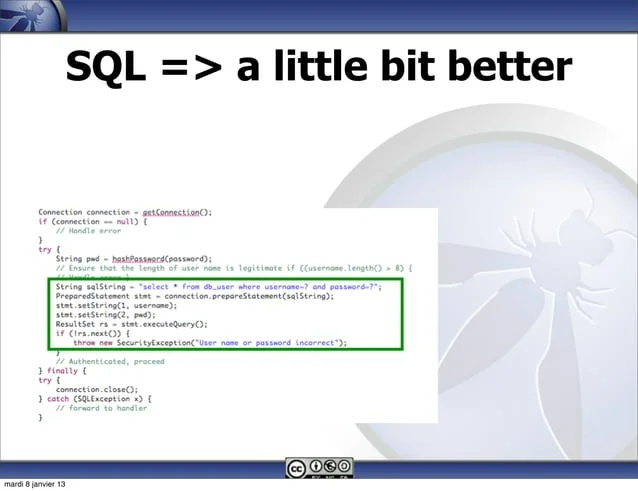 SQL => a little bit better
Connection connection = getConnection();
if (connection == null) {
// Handle error
}
try {
String pwd = hashPassword(password);
// Ensure that the length of user name is legitimate if ((username.length() > 8) {
// Handle error }
String sqlString = "select * from db_user where username=? and password=?";
PreparedStatement stmt = connection.prepareStatement(sqlString);
stmt.setString(1, username);
stmt.setString(2, pwd);
ResultSet rs = stmt.executeQuery();
if (!rs.next()) {
throw new SecurityException("User name or password incorrect");
}
// Authenticated, proceed
} finally {
try {
connection.close();
} catch (SQLException x) {
// forward to handler
}
cc
mardi 8 janvier 13